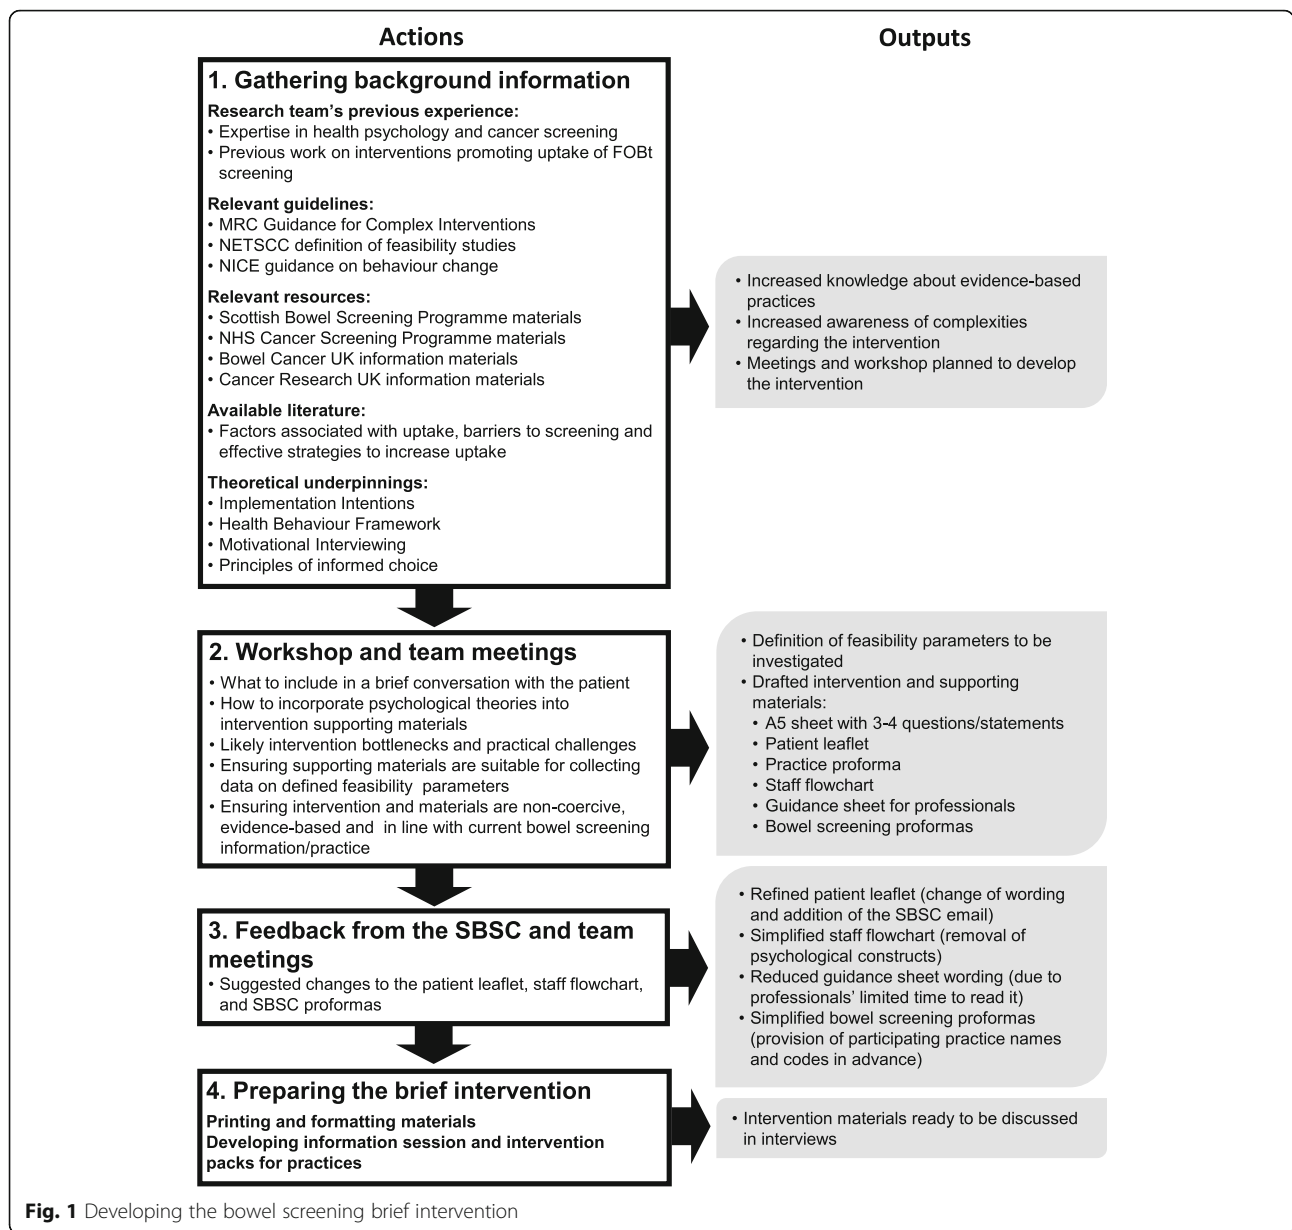 Actions
Outputs
1. Gathering background information
Research team's previous experience:
• Expertise in health psychology and cancer screening
• Previous work on interventions promoting uptake of FOBt
screening
Relevant guidelines:
• MRC Guidance for Complex Interventions
• NETSCC definition of feasibility studies
• NICE guidance on behaviour change
Relevant resources:
• Scottish Bowel Screening Programme materials
• NHS Cancer Screening Programme materials
• Bowel Cancer UK information materials
• Cancer Research UK information materials
Available literature:
• Factors associated with uptake, barriers to screening and
effective strategies to increase uptake
Theoretical underpinnings:
• Implementation Intentions
• Health Behaviour Framework
• Motivational Interviewing
• Principles of informed choice
• Increased knowledge about evidence-based
practices
• Increased awareness of complexities
regarding the intervention
• Meetings and workshop planned to develop
the intervention
2. Workshop and team meetings
• What to include in a brief conversation with the patient
• How to incorporate psychological theories into
intervention supporting materials
• Likely intervention bottlenecks and practical challenges
• Ensuring supporting materials are suitable for collecting
data on defined feasibility parameters
• Ensuring intervention and materials are non-coercive,
evidence-based and in line with current bowel screening
information/practice
• Definition of feasibility parameters to be
investigated
• Drafted intervention and supporting
materials:
• A5 sheet with 3-4 questions/statements
• Patient leaflet
• Practice proforma
• Staff flowchart
• Guidance sheet for professionals
• Bowel screening proformas
3. Feedback from the SBSC and team
meetings
• Suggested changes to the patient leaflet, staff flowchart,
and SBSC proformas
• Refined patient leaflet (change of wording
and addition of the SBSC email)
• Simplified staff flowchart (removal of
psychological constructs)
• Reduced guidance sheet wording (due to
professionals' limited time to read it)
• Simplified bowel screening proformas
(provision of participating practice names
and codes in advance)
4. Preparing the brief intervention
Printing and formatting materials
Developing information session and intervention
packs for practices
• Intervention materials ready to be discussed
in interviews
Fig. 1 Developing the bowel screening brief intervention